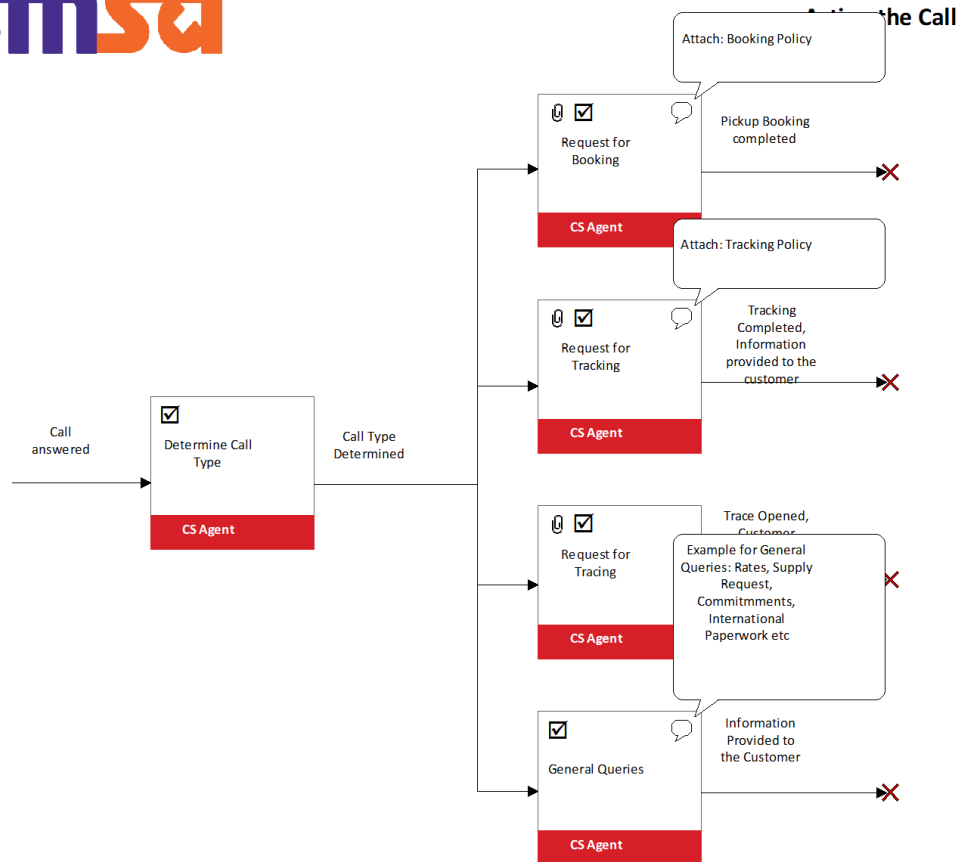 the Call
Attach: Booking Policy
Request for
Booking
CS Agent
Pickup Booking
completed
Attach: Tracking Policy
Request for
Tracking
CS Agent
Tracking
Completed,
Information
provided to the
customer
Call
answered
Determine Call
Type
CS Agent
Call Type
Determined
Request for
Tracing
CS Agent
Trace Opened,
Customer
Example for General
Queries: Rates, Supply
Request,
Commitmments,
International
Paperwork etc
General Queries
CS Agent
Information
Provided to
the Customer